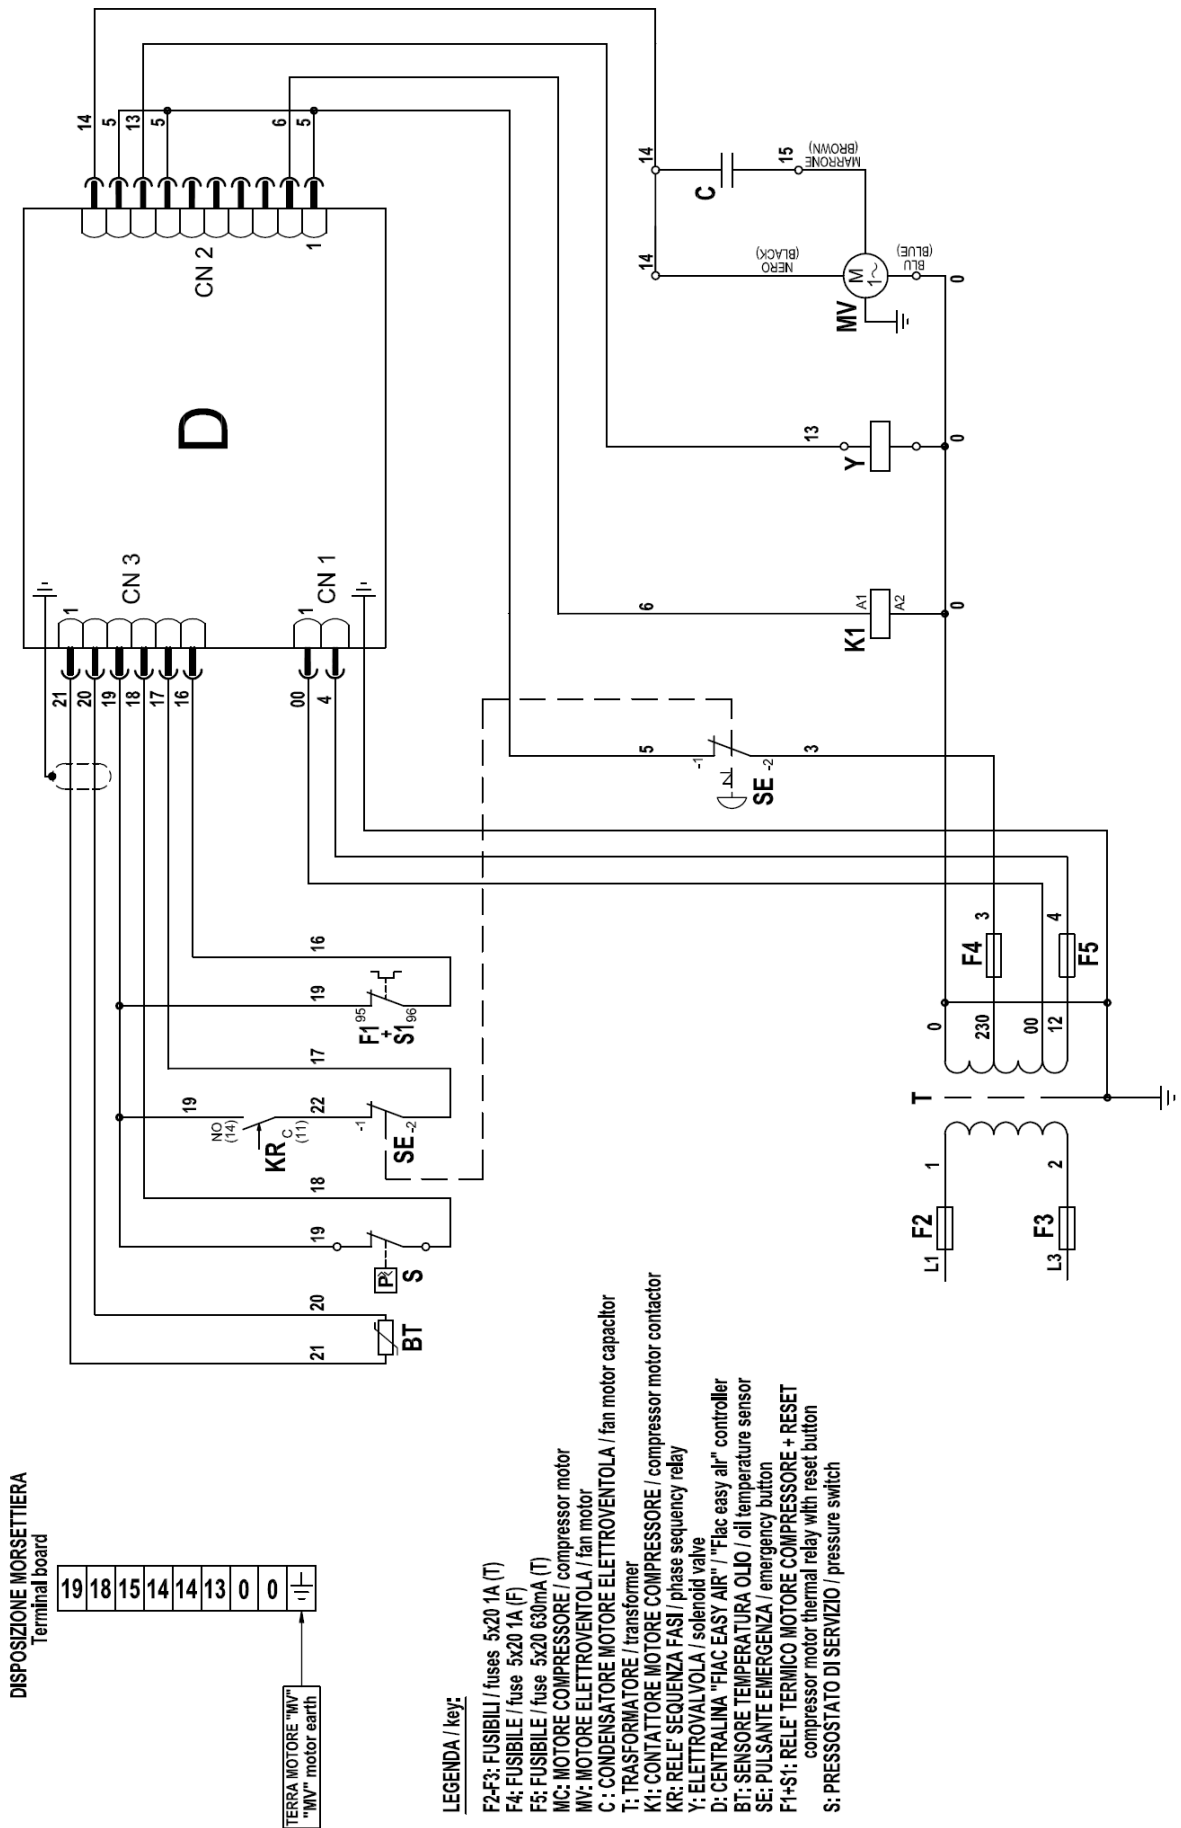 DISPOSIZIONE MORSETTIERA
Terminal board
19 18 15 14 14 13 0 0
TERRA MOTORE "MV"
"MV" motor earth
LEGENDA / key:
F2-F3: FUSIBILI / fuses 5x20 1A (T)
F4: FUSIBILE / fuse 5x20 1A (F)
F5: FUSIBILE / fuse 5x20 630mA (T)
MC: MOTORE COMPRESSORE / compressor motor
MV: MOTORE ELETTROVENTOLA / fan motor
C : CONDENSATORE MOTORE ELETTROVENTOLA / fan motor capacitor
T: TRASFORMATORE / transformer
K1: CONTATTORE MOTORE COMPRESSORE / compressor motor contactor
KR: RELE' SEQUENZA FASI / phase sequency relay
Y: ELETTROVALVOLA / solenoid valve
D: CENTRALINA "FIAC EASY AIR" / "Fiac easy air" controller
BT: SENSORE TEMPERATURA OLIO / oil temperature sensor
SE: PULSANTE EMERGENZA / emergency button
F1+S1: RELE' TERMICO MOTORE COMPRESSORE + RESET
compressor motor thermal relay with reset button
S: PRESSOSTATO DI SERVIZIO / pressure switch
D
CN 3
1
CN 1
1
CN 2
1
21
20
19
18
17
16
00
4
14
5
13
5
6
5
21
20
BT
19
18
P
S
19
NO
(14)
KR
C
(11)
22
17
-1
SE
-2
19
16
95
F1
+
S1
96
5
-1
SE
-2
3
6
A1
K1
A2
0
13
Y
0
14
14
C
15
MARRONE
(BROWN)
NERO
(BLACK)
M
1~
MV
BLU
(BLUE)
0
L1
F2
1
L3
F3
2
T
0
230
00
12
F4
3
F5
4